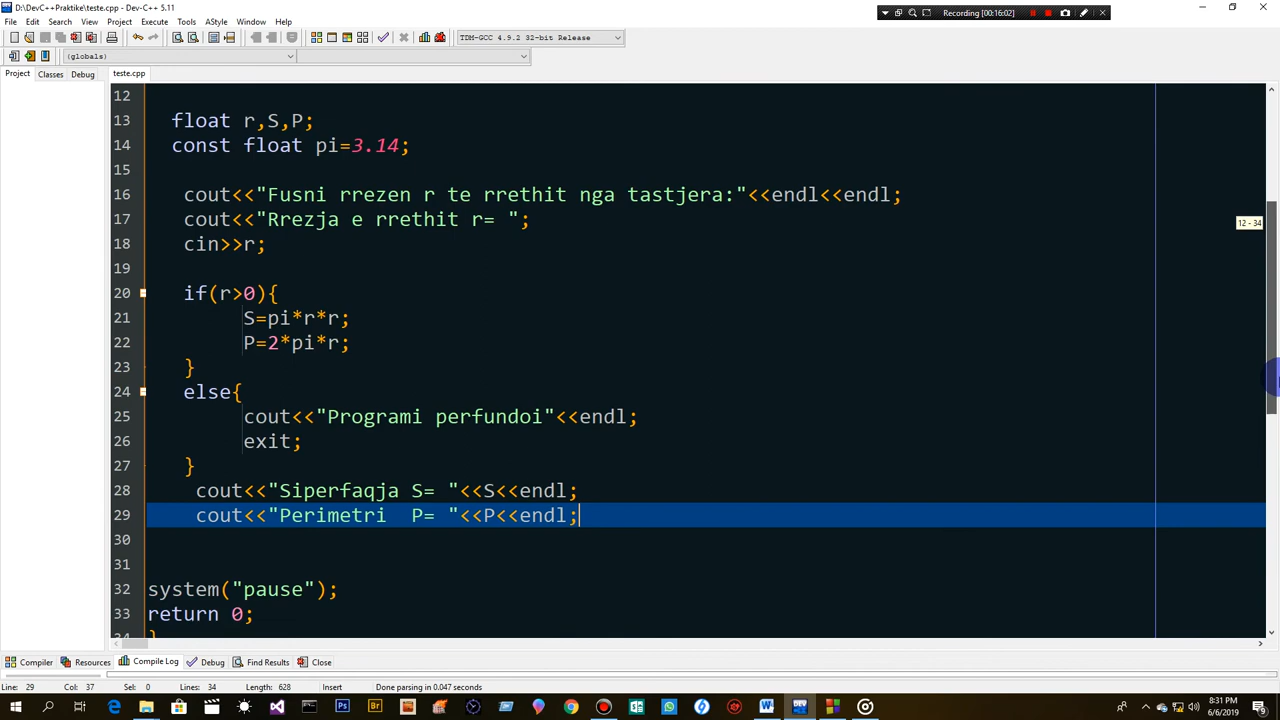 D:\DevC++Praktike\teste.cpp - Dev-C++ 5.11
Recording [00:16:02]
File Edit Search View Project Execute Tools AStyle Window Help
TDM-GCC 4.9.2 32-bit Release
(globals)
Project Classes Debug
teste.cpp
12
13 float r,S,P;
14 const float pi=3.14;
15
16 cout<<"Fusni rrezen r te rrethit nga tastjera:"<<endl<<endl;
17 cout<<"Rrezja e rrethit r= ";
18 cin>>r;
19
20 if(r>0){
21 S=pi*r*r;
22 P=2*pi*r;
23 }
24 else{
25 cout<<"Programi perfundoi"<<endl;
26 exit;
27 }
28 cout<<"Siperfaqja S= "<<S<<endl;
29 cout<<"Perimetri  P= "<<P<<endl;
30
31
32 system("pause");
33 return 0;
34 }
12 - 34
Compiler Resources Compile Log Debug Find Results Close
Line: 29 Col: 37 Sel: 0 Lines: 34 Length: 628 Insert Done parsing in 0.047 seconds
8:31 PM
6/6/2019